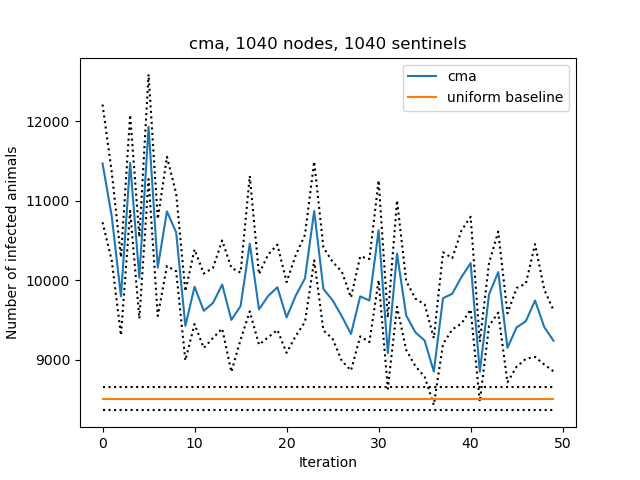 cma, 1040 nodes, 1040 sentinels
cma
uniform baseline
Number of infected animals
12000
11000
10000
9000
0 10 20 30 40 50
Iteration